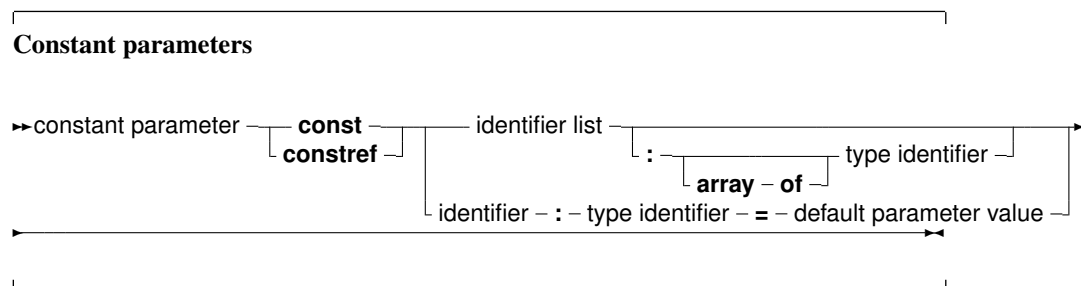 Constant parameters
constant parameter const identifier list
constref : type identifier
array of
identifier : type identifier = default parameter value